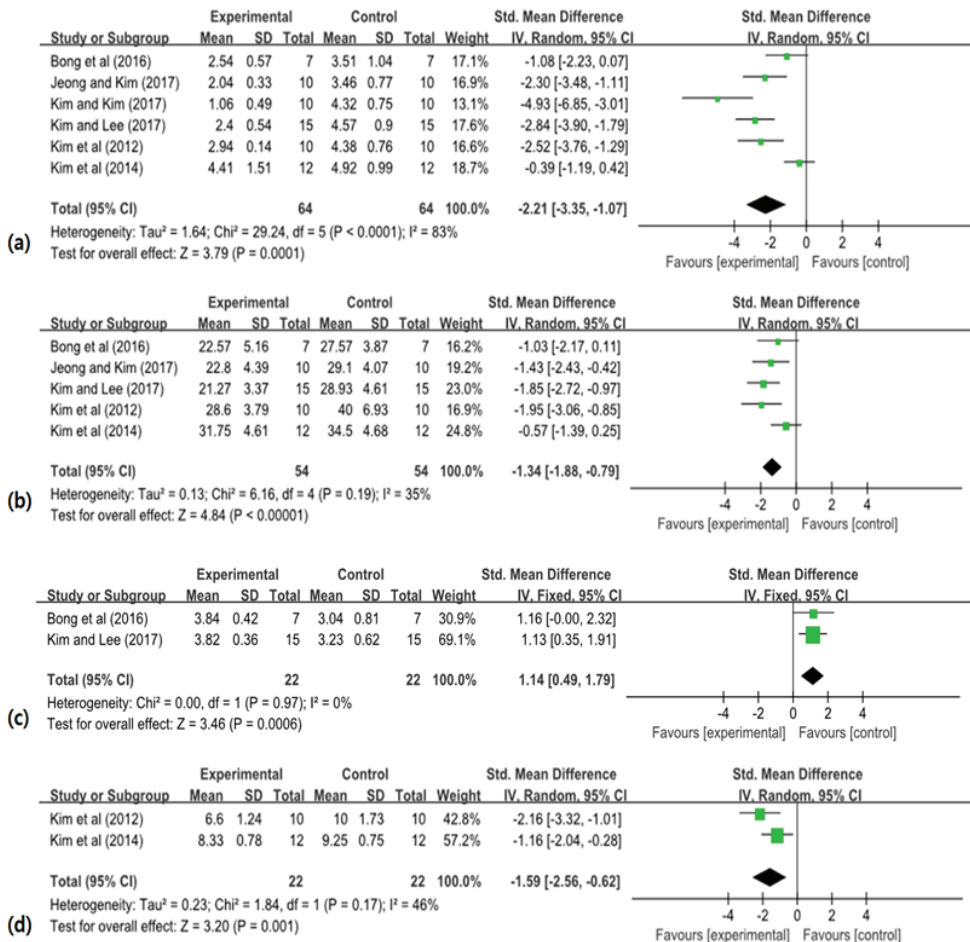 Experimental Control Std. Mean Difference Std. Mean Difference
Study or Subgroup Mean SD Total Mean SD Total Weight IV, Random, 95% CI IV, Random, 95% CI
Bong et al (2016) 2.54 0.57 7 3.51 1.04 7 17.1% -1.08 [-2.23, 0.07]
Jeong and Kim (2017) 2.04 0.33 10 3.46 0.77 10 16.9% -2.30 [-3.48, -1.11]
Kim and Kim (2017) 1.06 0.49 10 4.32 0.75 10 13.1% -4.93 [-6.85, -3.01]
Kim and Lee (2017) 2.4 0.54 15 4.57 0.9 15 17.6% -2.84 [-3.90, -1.79]
Kim et al (2012) 2.94 0.14 10 4.38 0.76 10 16.6% -2.52 [-3.76, -1.29]
Kim et al (2014) 4.41 1.51 12 4.92 0.99 12 18.7% -0.39 [-1.19, 0.42]
Total (95% CI) 64 64 100.0% -2.21 [-3.35, -1.07]
(a) Heterogeneity: Tau² = 1.64; Chi² = 29.24, df = 5 (P < 0.0001); I² = 83%
Test for overall effect: Z = 3.79 (P = 0.0001)
-4 -2 0 2 4
Favours [experimental] Favours [control]
Experimental Control Std. Mean Difference Std. Mean Difference
Study or Subgroup Mean SD Total Mean SD Total Weight IV, Random, 95% CI IV, Random, 95% CI
Bong et al (2016) 22.57 5.16 7 27.57 3.87 7 16.2% -1.03 [-2.17, 0.11]
Jeong and Kim (2017) 22.8 4.39 10 29.1 4.07 10 19.2% -1.43 [-2.43, -0.42]
Kim and Lee (2017) 21.27 3.37 15 28.93 4.61 15 23.0% -1.85 [-2.72, -0.97]
Kim et al (2012) 28.6 3.79 10 40 6.93 10 16.9% -1.95 [-3.06, -0.85]
Kim et al (2014) 31.75 4.61 12 34.5 4.68 12 24.8% -0.57 [-1.39, 0.25]
Total (95% CI) 54 54 100.0% -1.34 [-1.88, -0.79]
(b) Heterogeneity: Tau² = 0.13; Chi² = 6.16, df = 4 (P = 0.19); I² = 35%
Test for overall effect: Z = 4.84 (P < 0.00001)
-4 -2 0 2 4
Favours [experimental] Favours [control]
Experimental Control Std. Mean Difference Std. Mean Difference
Study or Subgroup Mean SD Total Mean SD Total Weight IV, Fixed, 95% CI IV, Fixed, 95% CI
Bong et al (2016) 3.84 0.42 7 3.04 0.81 7 30.9% 1.16 [-0.00, 2.32]
Kim and Lee (2017) 3.82 0.36 15 3.23 0.62 15 69.1% 1.13 [0.35, 1.91]
Total (95% CI) 22 22 100.0% 1.14 [0.49, 1.79]
Heterogeneity: Chi² = 0.00, df = 1 (P = 0.97); I² = 0%
(c) Test for overall effect: Z = 3.46 (P = 0.0006)
-4 -2 0 2 4
Favours [experimental] Favours [control]
Experimental Control Std. Mean Difference Std. Mean Difference
Study or Subgroup Mean SD Total Mean SD Total Weight IV, Random, 95% CI IV, Random, 95% CI
Kim et al (2012) 6.6 1.24 10 10 1.73 10 42.8% -2.16 [-3.32, -1.01]
Kim et al (2014) 8.33 0.78 12 9.25 0.75 12 57.2% -1.16 [-2.04, -0.28]
Total (95% CI) 22 22 100.0% -1.59 [-2.56, -0.62]
Heterogeneity: Tau² = 0.23; Chi² = 1.84, df = 1 (P = 0.17); I² = 46%
(d) Test for overall effect: Z = 3.20 (P = 0.001)
-4 -2 0 2 4
Favours [experimental] Favours [control]